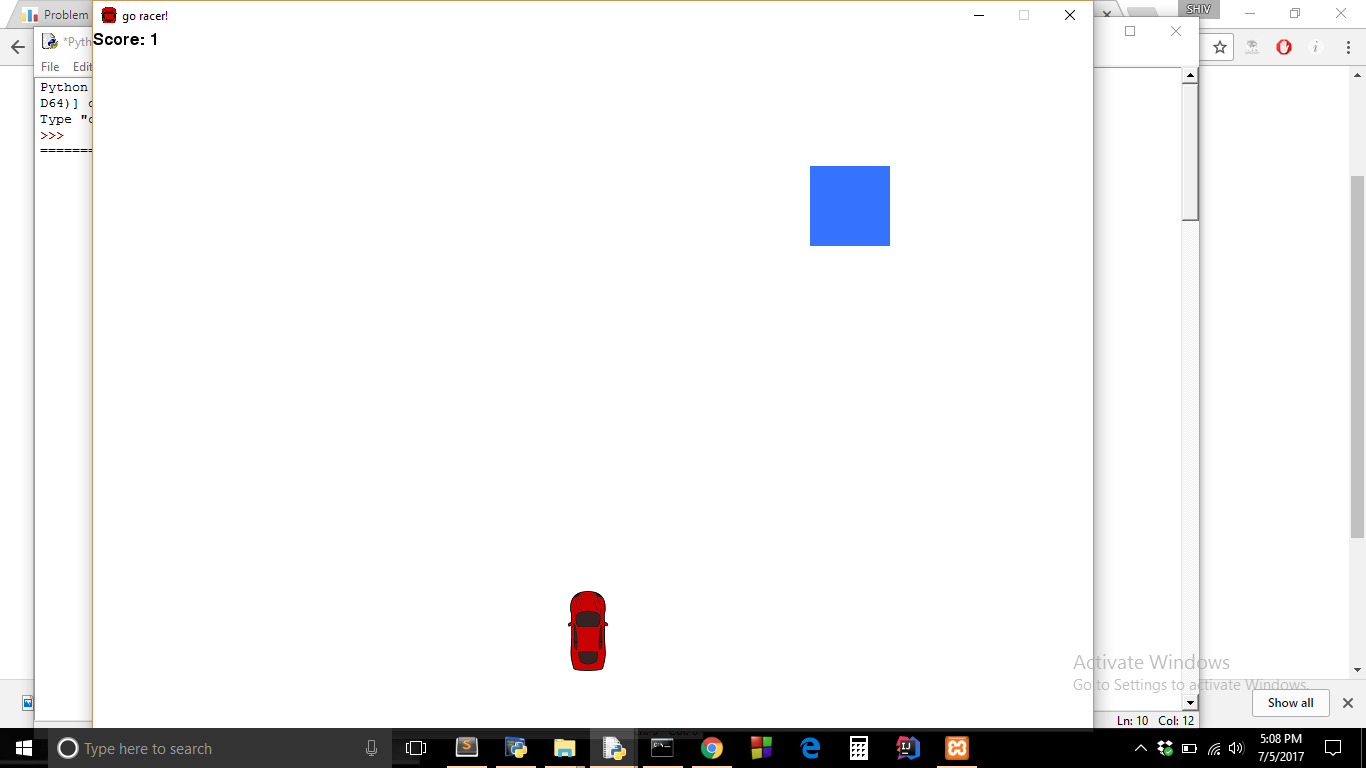 Problem
go racer!
SHIV
Score: 1
*Pyth
File Edit
Python
D64)]
Type "c
>>>
=======
Activate Windows
Go to Settings to activate Windows.
Show all
Ln: 10 Col: 12
Type here to search
5:08 PM
7/5/2017